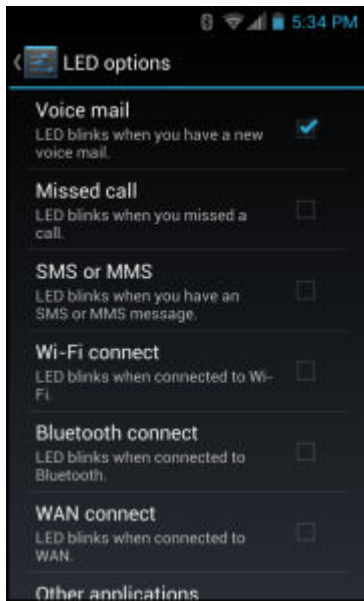 5:34 PM
LED options
Voice mail
LED blinks when you have a new
voice mail.
Missed call
LED blinks when you missed a
call.
SMS or MMS
LED blinks when you have an
SMS or MMS message.
Wi-Fi connect
LED blinks when connected to Wi-
Fi.
Bluetooth connect
LED blinks when connected to
Bluetooth.
WAN connect
LED blinks when connected to
WAN.
Other applications